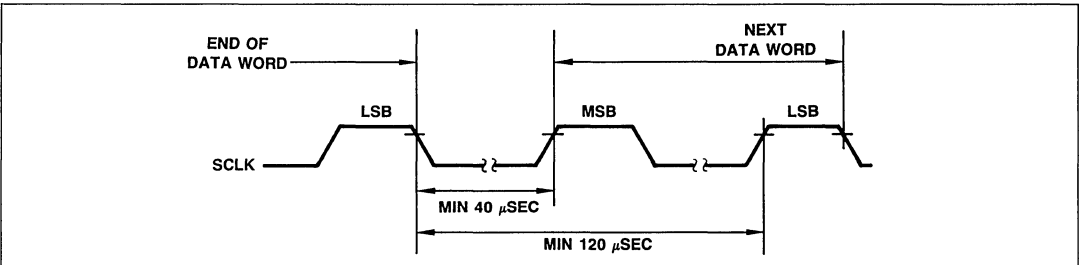 END OF
DATA WORD
NEXT
DATA WORD
LSB
MSB
LSB
SCLK
MIN 40 μSEC
MIN 120 μSEC